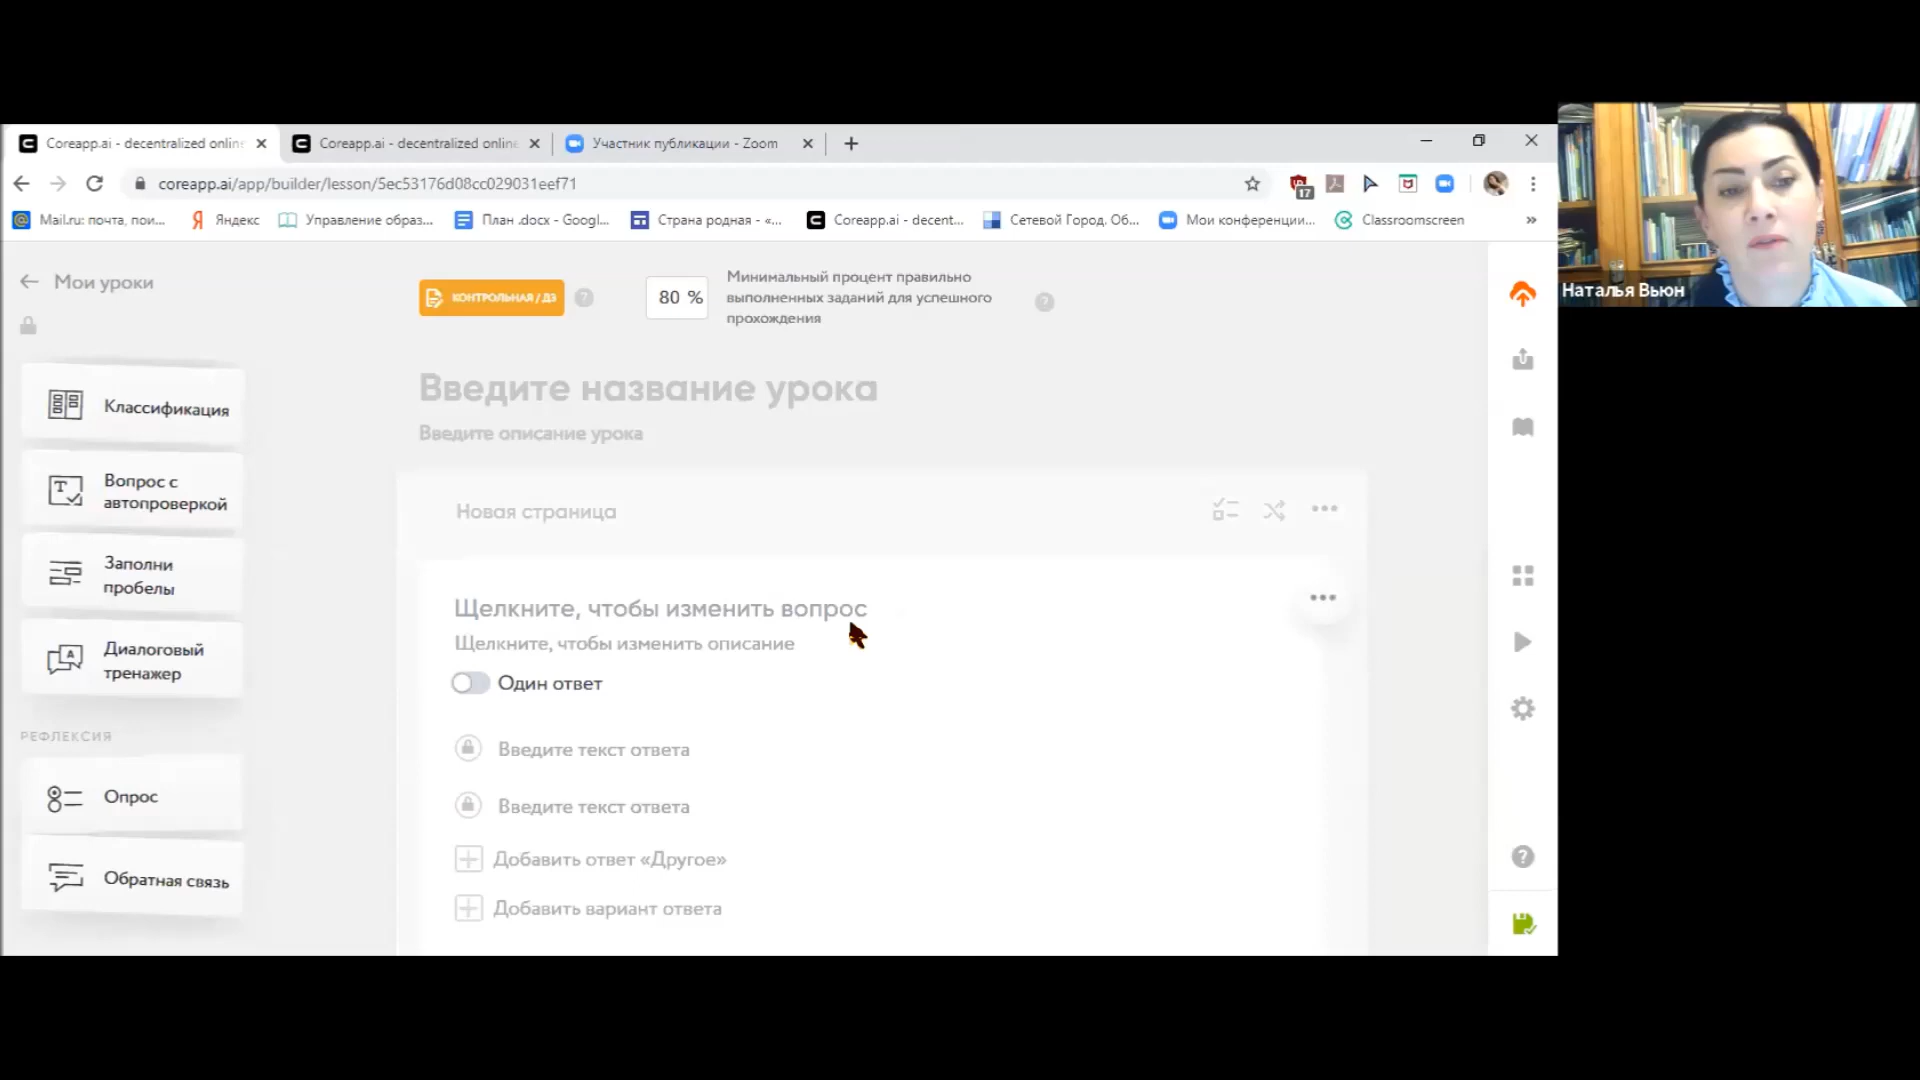 Coreapp.ai - decentralized onlin
Coreapp.ai - decentralized online
Участник публикации - Zoom
coreapp.ai/app/builder/lesson/5ec53176d08cc029031eef71
17
Mail.ru: почта, пои...
Яндекс
Управление образ...
План .docx - Googl...
Страна родная - «...
Coreapp.ai - decent...
Сетевой Город. Об...
Мои конференции...
Classroomscreen
»
Наталья Вьюн
Мои уроки
КОНТРОЛЬНАЯ / ДЗ
?
80 %
Минимальный процент правильно
выполненных заданий для успешного
прохождения
?
Введите название урока
Введите описание урока
Классификация
Вопрос с
автопроверкой
Заполни
пробелы
Диалоговый
тренажер
РЕФЛЕКСИЯ
Опрос
Обратная связь
Новая страница
Щелкните, чтобы изменить вопрос
Щелкните, чтобы изменить описание
Один ответ
Введите текст ответа
Введите текст ответа
Добавить ответ «Другое»
Добавить вариант ответа
?